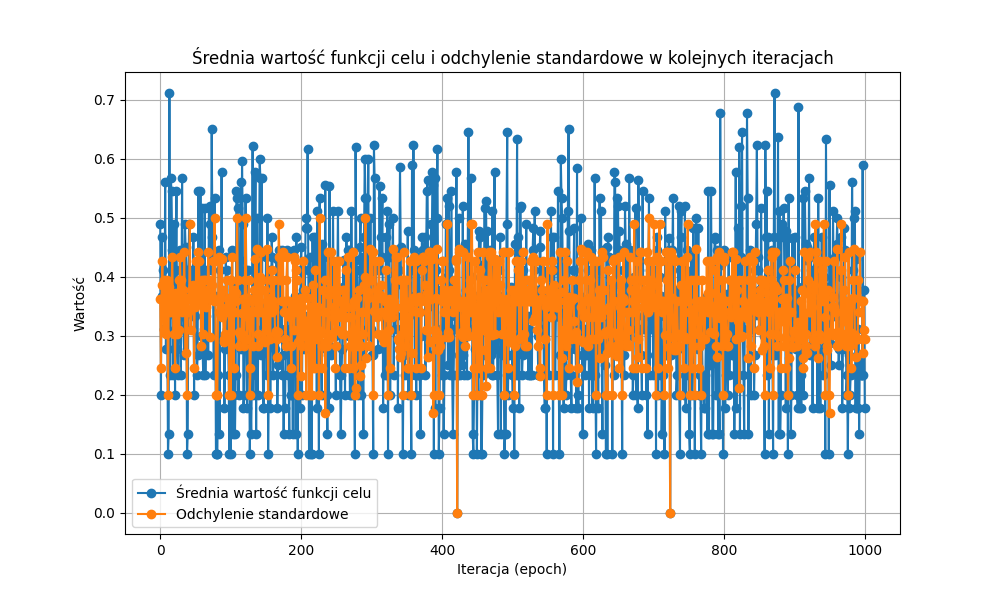 Średnia wartość funkcji celu i odchylenie standardowe w kolejnych iteracjach
Wartość
0.7
0.6
0.5
0.4
0.3
0.2
0.1
0.0
Średnia wartość funkcji celu
Odchylenie standardowe
0 200 400 600 800 1000
Iteracja (epoch)